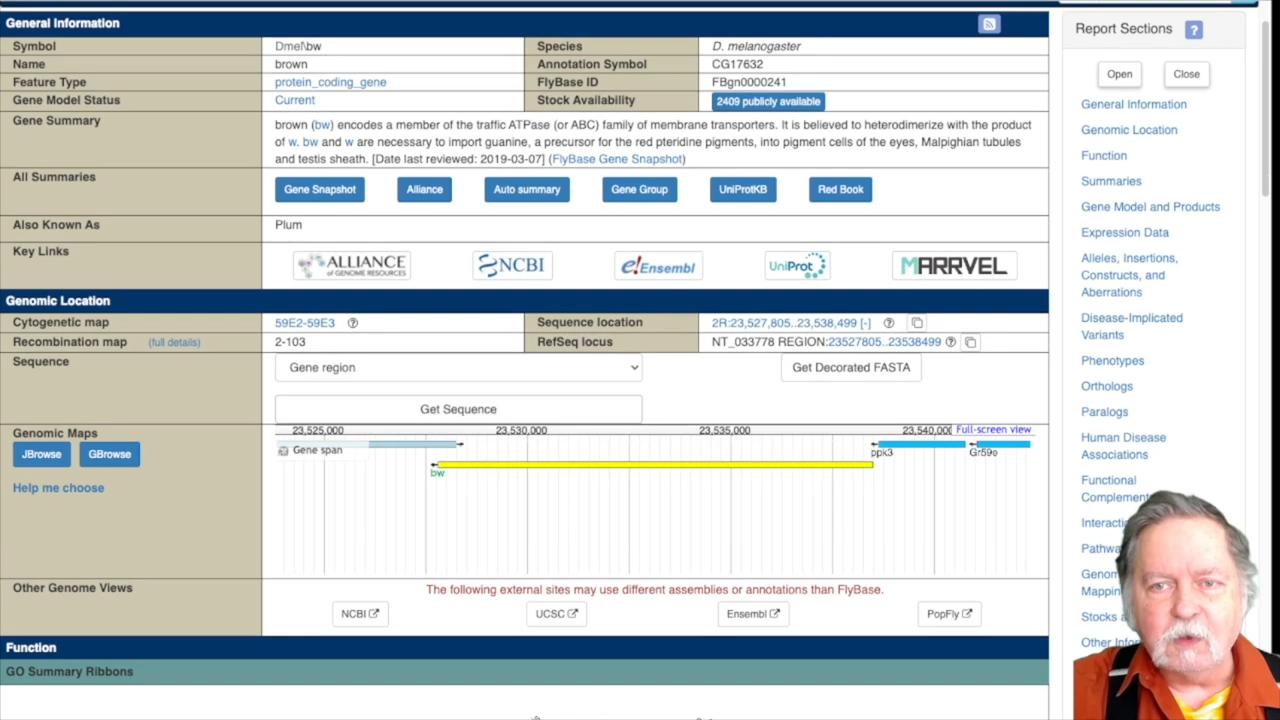 General Information
Symbol Dmel\bw Species D. melanogaster
Name brown Annotation Symbol CG17632
Feature Type protein_coding_gene FlyBase ID FBgn0000241
Gene Model Status Current Stock Availability 2409 publicly available
Gene Summary
brown (bw) encodes a member of the traffic ATPase (or ABC) family of membrane transporters. It is believed to heterodimerize with the product
of w. bw and w are necessary to import guanine, a precursor for the red pteridine pigments, into pigment cells of the eyes, Malpighian tubules
and testis sheath. [Date last reviewed: 2019-03-07] (FlyBase Gene Snapshot)
All Summaries
Gene Snapshot Alliance Auto summary Gene Group UniProtKB Red Book
Also Known As Plum
Key Links
ALLIANCE
of GENOME RESOURCES
NCBI
e!Ensembl
UniProt
MARRVEL
Genomic Location
Cytogenetic map 59E2-59E3 ? Sequence location 2R:23,527,805..23,538,499 [-] ?
Recombination map (full details) 2-103 RefSeq locus NT_033778 REGION:23527805..23538499 ?
Sequence Gene region Get Decorated FASTA
Get Sequence
Genomic Maps
JBrowse GBrowse
Help me choose
23,525,000 23,530,000 23,535,000 23,540,000 Full-screen view
Gene span
ppk3 Gr59e
bw
Other Genome Views
The following external sites may use different assemblies or annotations than FlyBase.
NCBI UCSC Ensembl PopFly
Function
GO Summary Ribbons
Report Sections ?
Open Close
General Information
Genomic Location
Function
Summaries
Gene Model and Products
Expression Data
Alleles, Insertions,
Constructs, and
Aberrations
Disease-Implicated
Variants
Phenotypes
Orthologs
Paralogs
Human Disease
Associations
Functional
Stocks
Other